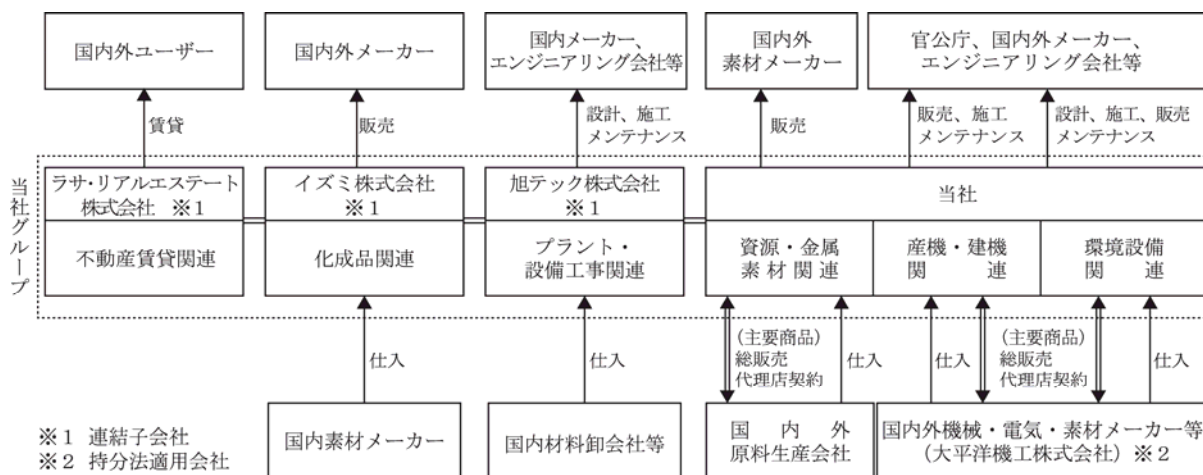 国内外ユーザー
国内外メーカー
国内メーカー、
エンジニアリング会社等
国内外
素材メーカー
官公庁、国内外メーカー、
エンジニアリング会社等
賃貸
販売
設計、施工
メンテナンス
販売
販売、施工
メンテナンス
設計、施工、販売
メンテナンス
当社グループ
ラサ・リアルエステート
株式会社 ※1
イズミ株式会社
※1
旭テック株式会社
※1
当社
不動産賃貸関連
化成品関連
プラント・
設備工事関連
資源・金属
素材関連
産機・建機
関連
環境設備
関連
仕入
仕入
(主要商品)
総販売
代理店契約
仕入
仕入
(主要商品)
総販売
代理店契約
仕入
国内素材メーカー
国内材料卸会社等
国内外
原料生産会社
国内外機械・電気・素材メーカー等
(大平洋機工株式会社) ※2
※1 連結子会社
※2 持分法適用会社